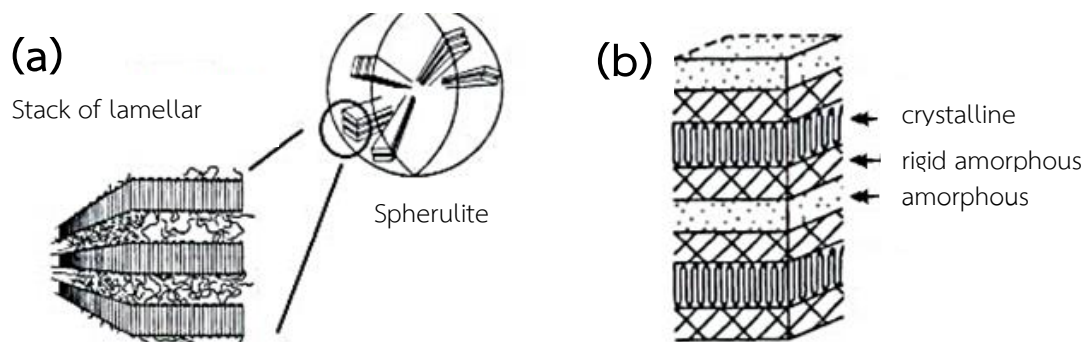 (a)
Stack of lamellar
Spherulite
(b)
crystalline
rigid amorphous
amorphous